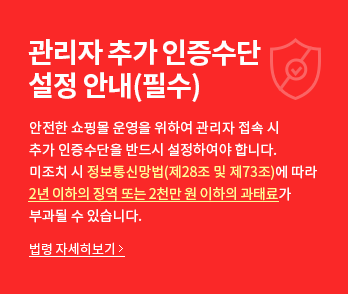 관리자 추가 인증수단
설정 안내(필수)
안전한 쇼핑몰 운영을 위하여 관리자 접속 시
추가 인증수단을 반드시 설정하여야 합니다.
미조치 시 정보통신망법(제28조 및 제73조)에 따라
2년 이하의 징역 또는 2천만 원 이하의 과태료가
부과될 수 있습니다.
법령 자세히보기 >